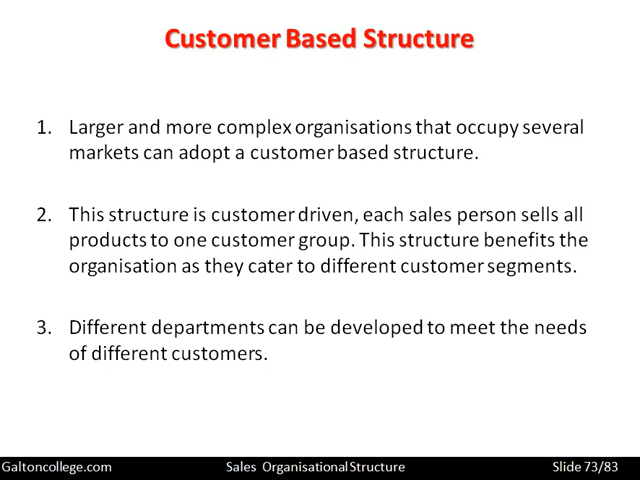 Customer Based Structure
1. Larger and more complex organisations that occupy several
markets can adopt a customer based structure.
2. This structure is customer driven, each sales person sells all
products to one customer group. This structure benefits the
organisation as they cater to different customer segments.
3. Different departments can be developed to meet the needs
of different customers.
Galtoncollege.com Sales Organisational Structure Slide 73/83